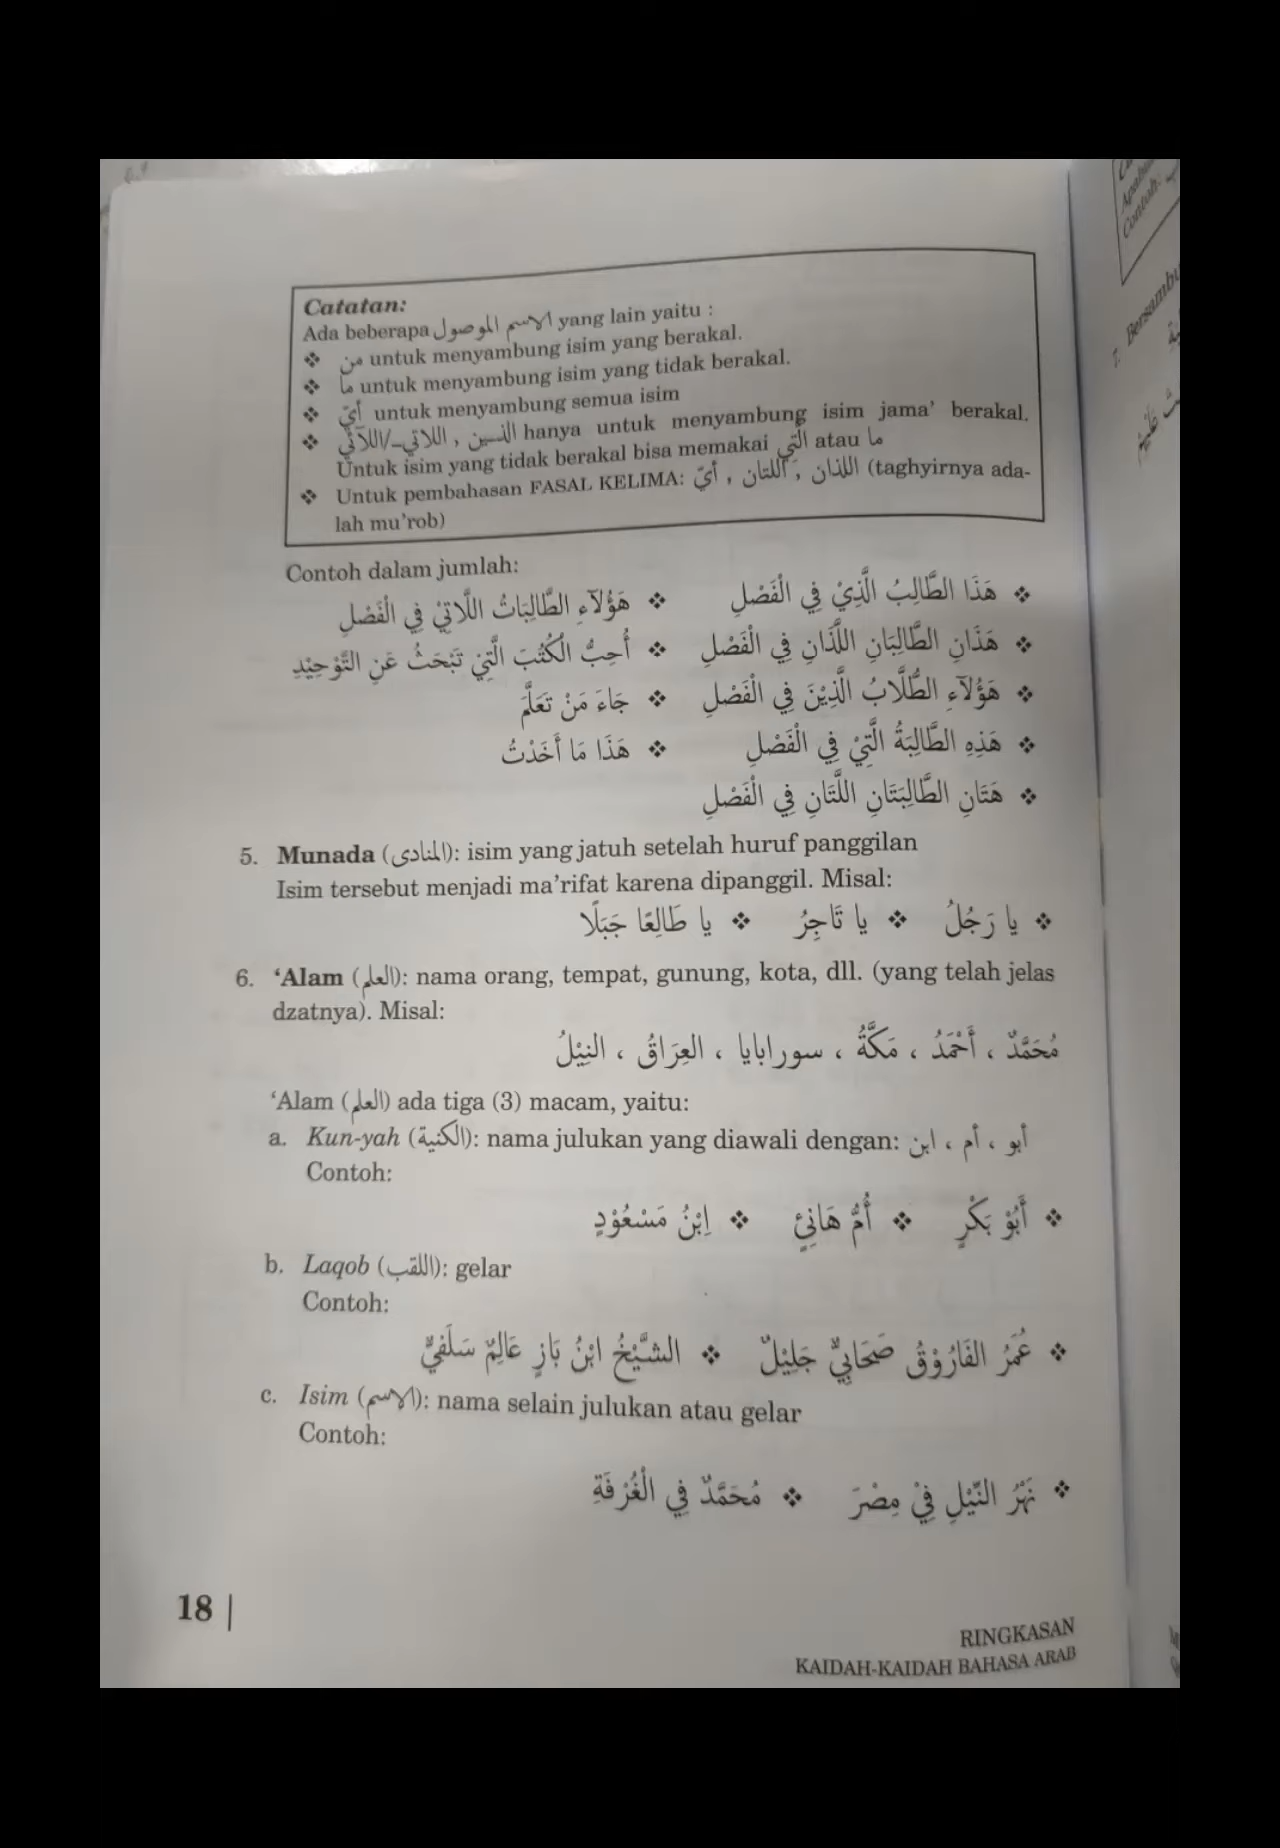 Catatan:
Ada beberapa الاسم الموصول yang lain yaitu :
❖ من untuk menyambung isim yang berakal.
❖ ما untuk menyambung isim yang tidak berakal.
❖ أيّ untuk menyambung semua isim
❖ الذين , اللاتي/اللآئي hanya untuk menyambung isim jama' berakal.
Untuk isim yang tidak berakal bisa memakai الَّتي atau ما
❖ Untuk pembahasan FASAL KELIMA: اللذان , اللتان , أيّ (taghyirnya ada-
lah mu'rob)
Contoh dalam jumlah:
❖ هَذَا الطَّالِبُ الَّذِيْ فِي الْفَصْلِ ❖ هَؤُلَآءِ الطَّالِبَاتُ اللَّاتِيْ فِي الْفَصْلِ
❖ هَذَانِ الطَّالِبَانِ اللَّذَانِ فِي الْفَصْلِ ❖ أُحِبُّ الْكُتُبَ الَّتِيْ تَبْحَثُ عَنِ التَّوْحِيْدِ
❖ هَؤُلَآءِ الطُّلَّابُ الَّذِيْنَ فِي الْفَصْلِ ❖ جَاءَ مَنْ تَعَلَّمَ
❖ هَذِهِ الطَّالِبَةُ الَّتِيْ فِي الْفَصْلِ ❖ هَذَا مَا أَخَذْتُ
❖ هَتَانِ الطَّالِبَتَانِ اللَّتَانِ فِي الْفَصْلِ
5. Munada (المنادى): isim yang jatuh setelah huruf panggilan
Isim tersebut menjadi ma'rifat karena dipanggil. Misal:
❖ يا رَجُلُ ❖ يا تَاجِرُ ❖ يا طَالِعًا جَبَلًا
6. 'Alam (العلم): nama orang, tempat, gunung, kota, dll. (yang telah jelas
dzatnya). Misal:
مُحَمَّدٌ ، أَحْمَدُ ، مَكَّةُ ، سورابايا ، العِرَاقُ ، النِيْلُ
'Alam (العلم) ada tiga (3) macam, yaitu:
a. Kun-yah (الكنية): nama julukan yang diawali dengan: أبو ، أم ، ابن
Contoh:
❖ أَبُوْ بَكْرٍ ❖ أُمُّ هَانِئٍ ❖ اِبْنُ مَسْعُوْدٍ
b. Laqob (اللقب): gelar
Contoh:
❖ عُمَرُ الفَارُوْقُ صَحَابِيٌّ جَلِيْلٌ ❖ الشَّيْخُ ابْنُ بَازٍ عَالِمٌ سَلَفِيٌّ
c. Isim (الاسم): nama selain julukan atau gelar
Contoh:
❖ نَهْرُ النِّيْلِ فِيْ مِصْرَ ❖ مُحَمَّدٌ فِي الْغُرْفَةِ
18 |
RINGKASAN
KAIDAH-KAIDAH BAHASA ARAB
Contoh:
7. Bersambu